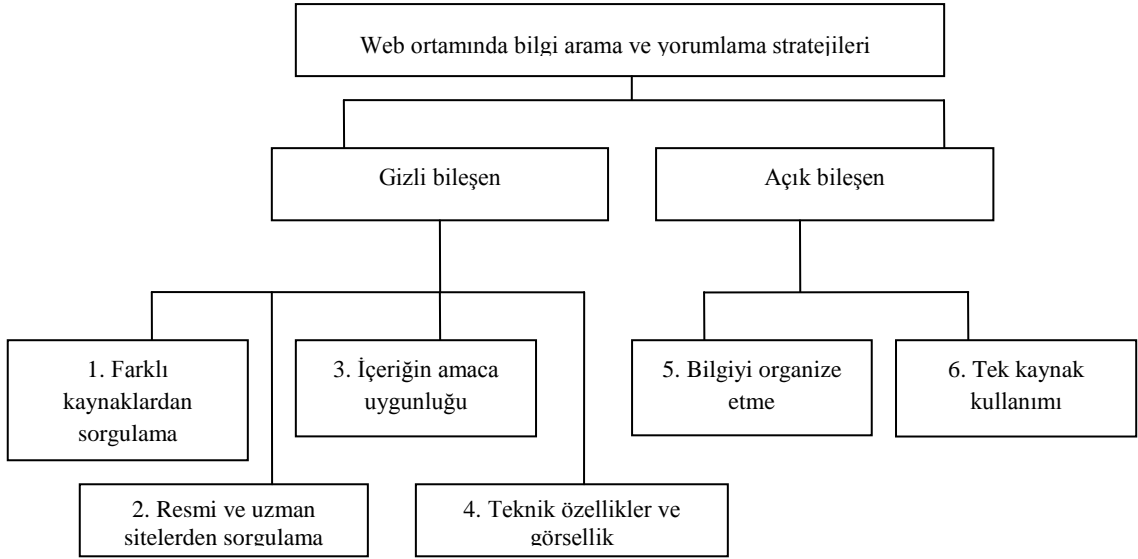 Web ortamında bilgi arama ve yorumlama stratejileri
Gizli bileşen
Açık bileşen
1. Farklı
kaynaklardan
sorgulama
3. İçeriğin amaca
uygunluğu
5. Bilgiyi organize
etme
6. Tek kaynak
kullanımı
2. Resmi ve uzman
sitelerden sorgulama
4. Teknik özellikler ve
görsellik